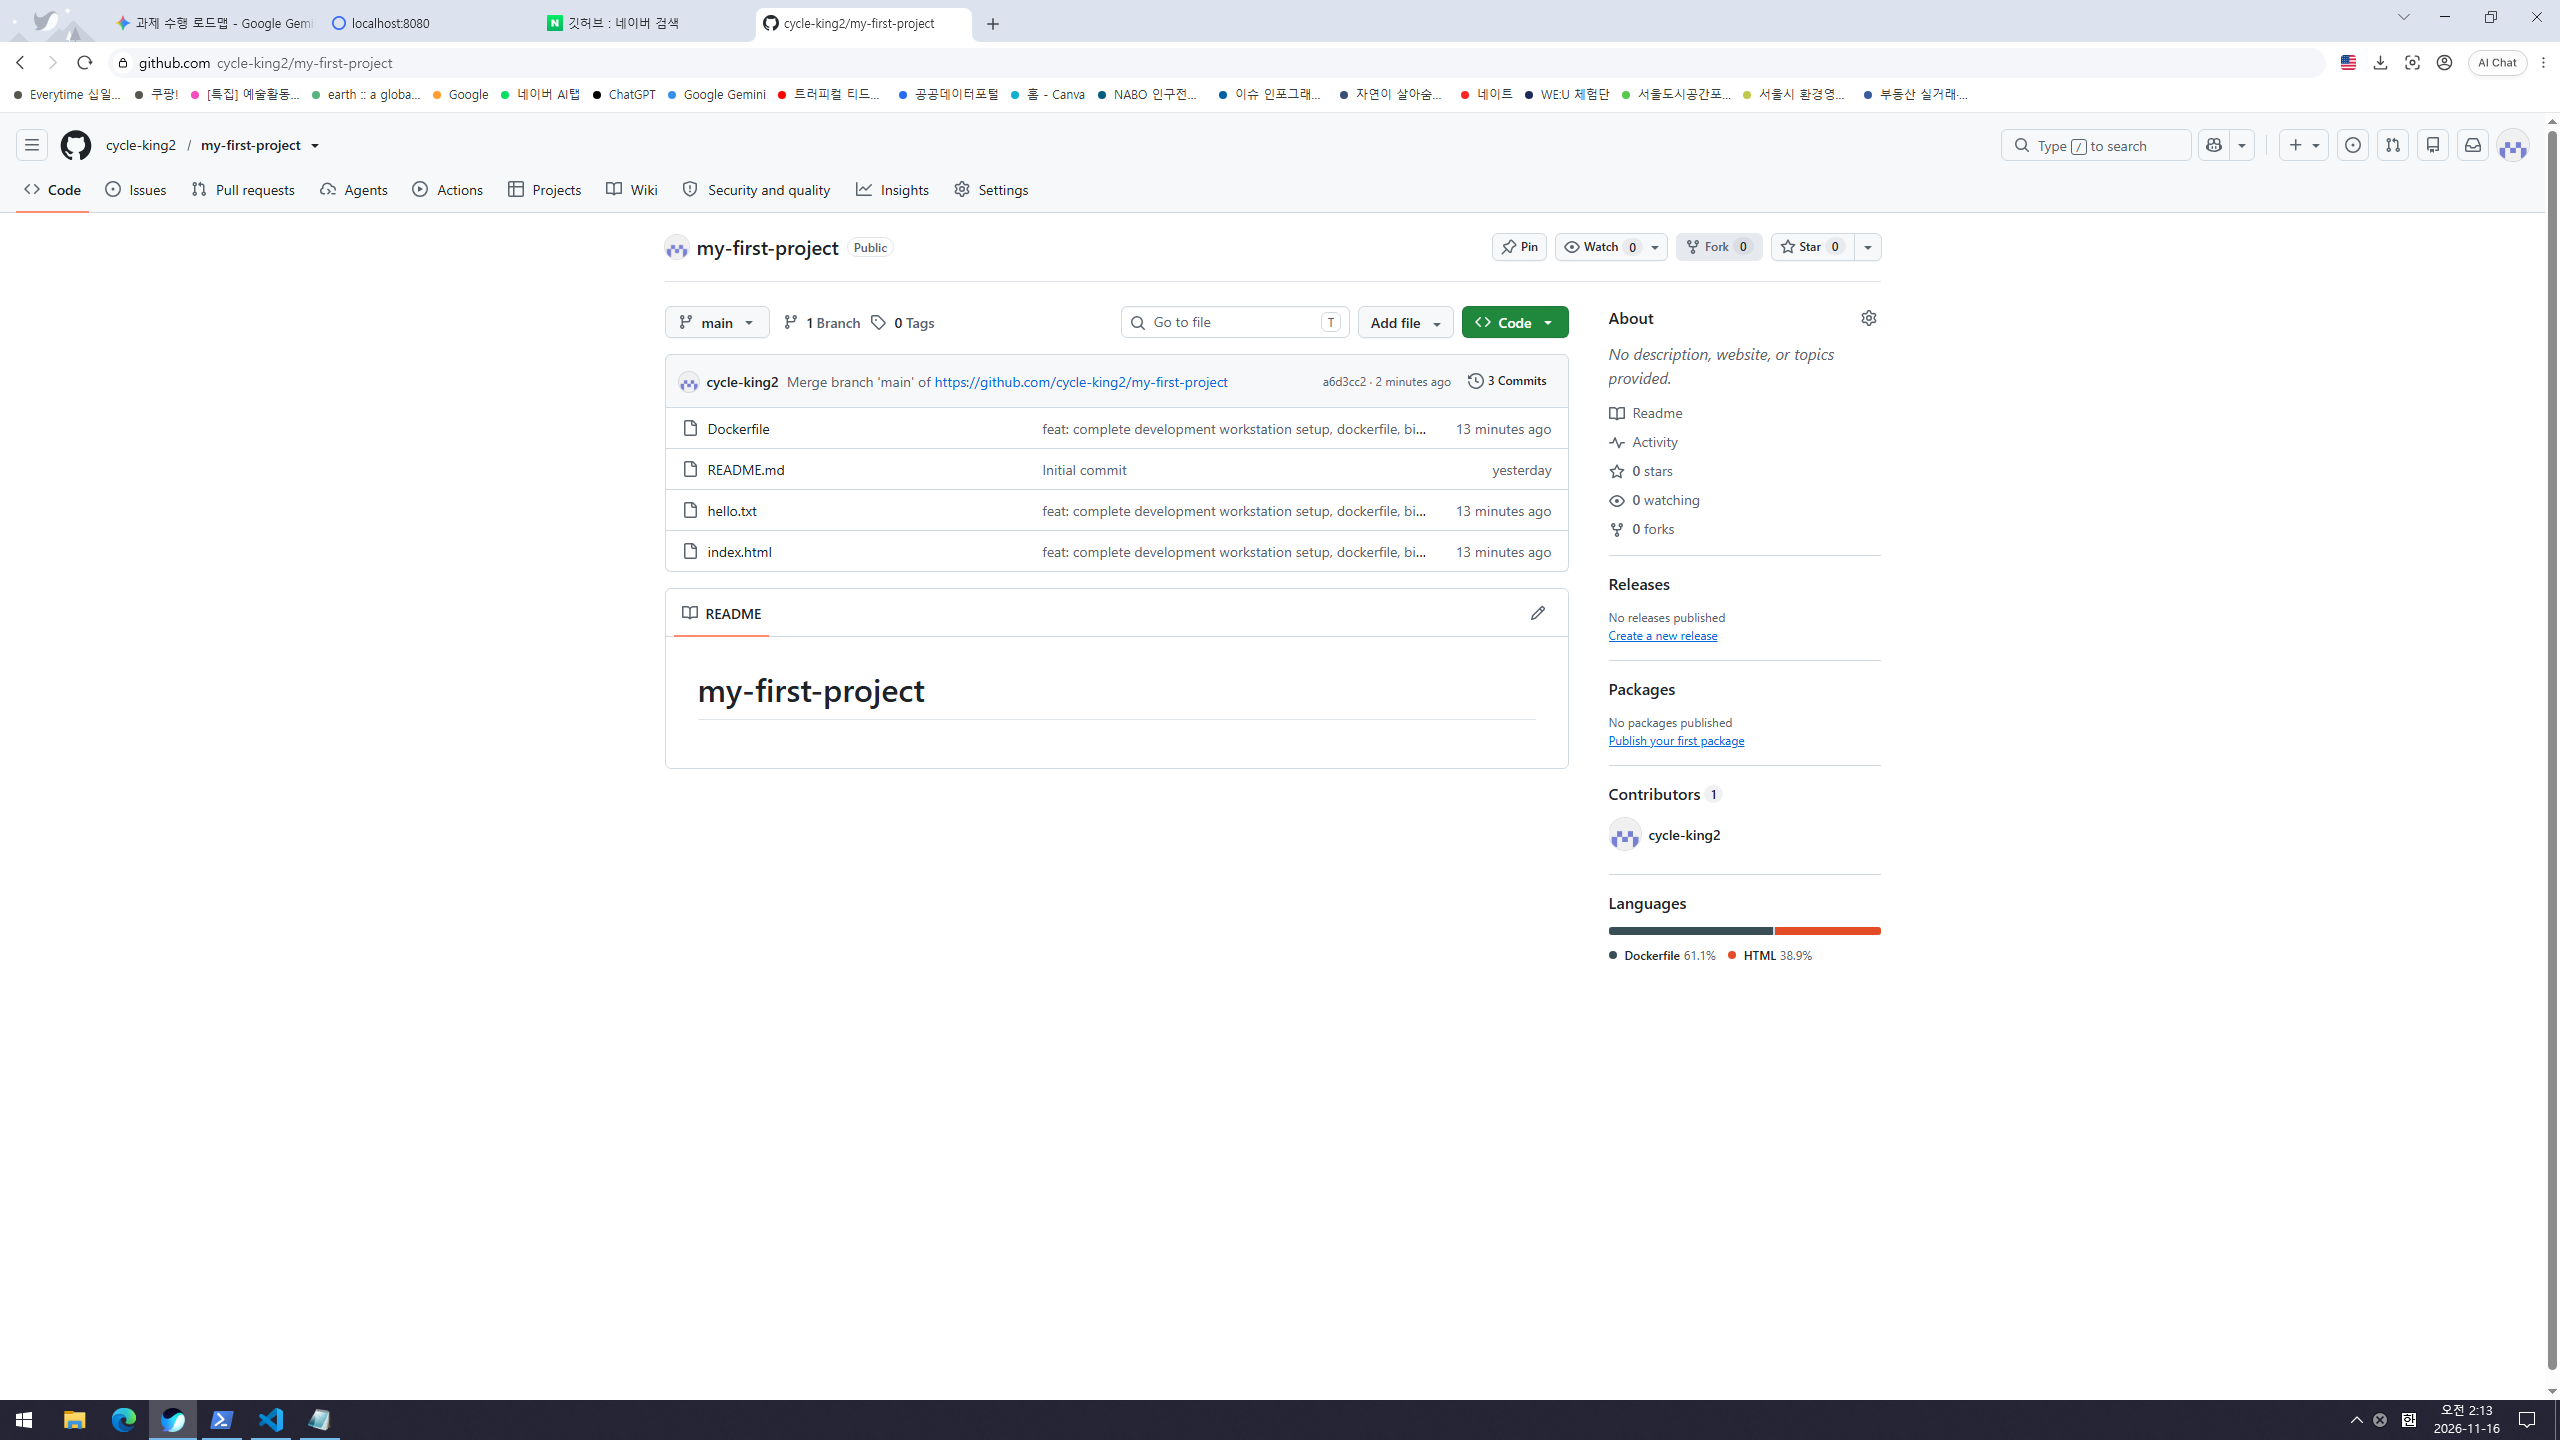 과제 수행 로드맵 - Google Gemi
localhost:8080
깃허브 : 네이버 검색
cycle-king2/my-first-project
github.com cycle-king2/my-first-project
AI Chat
Everytime 십일... 쿠팡! [특집] 예술활동... earth :: a globa... Google 네이버 AI탭 ChatGPT Google Gemini 트러피컬 티드... 공공데이터포털 홈 - Canva NABO 인구전... 이슈 인포그래... 자연이 살아숨... 네이트 WE:U 체험단 서울도시공간포... 서울시 환경영... 부동산 실거래...
cycle-king2 / my-first-project
Type / to search
Code Issues Pull requests Agents Actions Projects Wiki Security and quality Insights Settings
my-first-project Public
Pin Watch 0 Fork 0 Star 0
main 1 Branch 0 Tags
Go to file T
Add file
Code
cycle-king2 Merge branch 'main' of https://github.com/cycle-king2/my-first-project a6d3cc2 · 2 minutes ago 3 Commits
Dockerfile feat: complete development workstation setup, dockerfile, bi... 13 minutes ago
README.md Initial commit yesterday
hello.txt feat: complete development workstation setup, dockerfile, bi... 13 minutes ago
index.html feat: complete development workstation setup, dockerfile, bi... 13 minutes ago
README
my-first-project
About
No description, website, or topics
provided.
Readme
Activity
0 stars
0 watching
0 forks
Releases
No releases published
Create a new release
Packages
No packages published
Publish your first package
Contributors 1
cycle-king2
Languages
Dockerfile 61.1% HTML 38.9%
한
오전 2:13
2026-11-16